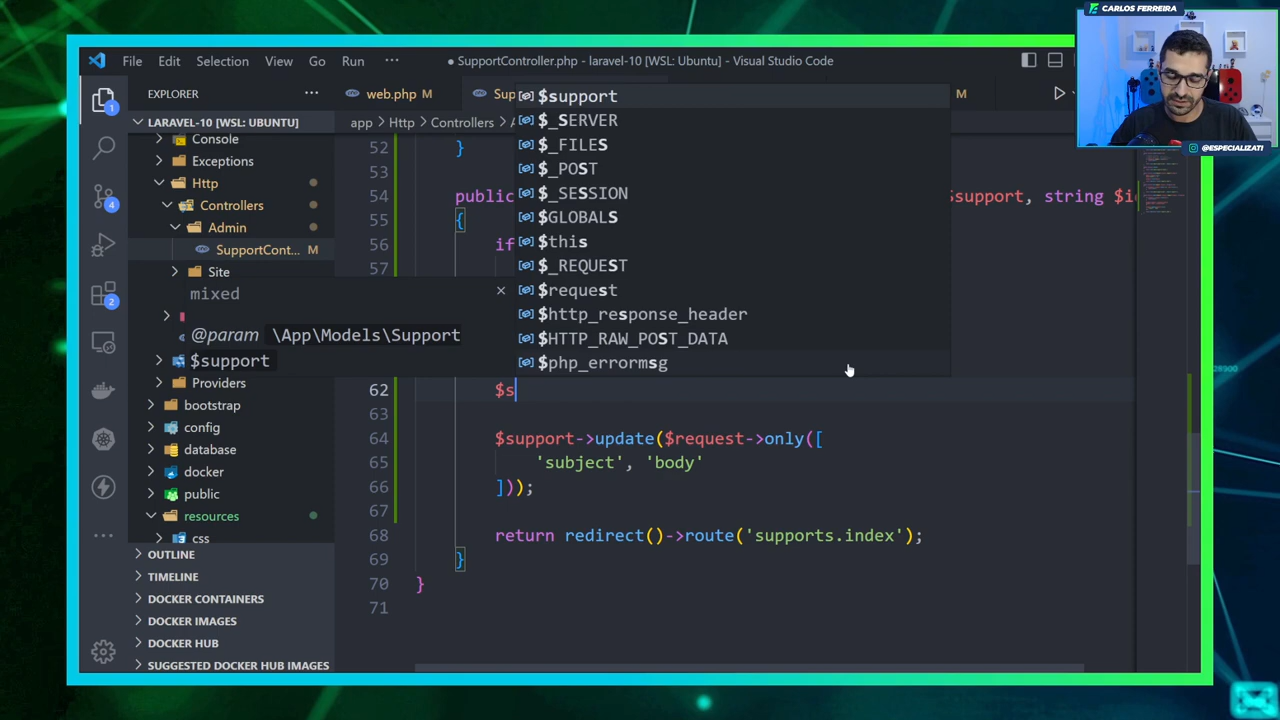 CARLOS FERREIRA
@ESPECIALIZATI
File Edit Selection View Go Run ···
● SupportController.php - laravel-10 [WSL: Ubuntu] - Visual Studio Code
EXPLORER ···
web.php M
Sup
M
LARAVEL-10 [WSL: UBUNTU]
app > Http > Controllers >
Console
Exceptions
Http
Controllers
Admin
SupportCont... M
Site
mixed
@param \App\Models\Support
$support
Providers
bootstrap
config
database
docker
public
resources
css
OUTLINE
TIMELINE
DOCKER CONTAINERS
DOCKER IMAGES
DOCKER HUB
SUGGESTED DOCKER HUB IMAGES
1
4
2
$support
$_SERVER
$_FILES
$_POST
$_SESSION
$GLOBALS
$this
$_REQUEST
$request
$http_response_header
$HTTP_RAW_POST_DATA
$php_errormsg
52 }
53
54 public $support, string $i
55 {
56 if
57
62 $s
63
64 $support->update($request->only([
65 'subject', 'body'
66 ]));
67
68 return redirect()->route('supports.index');
69 }
70 }
71
28900